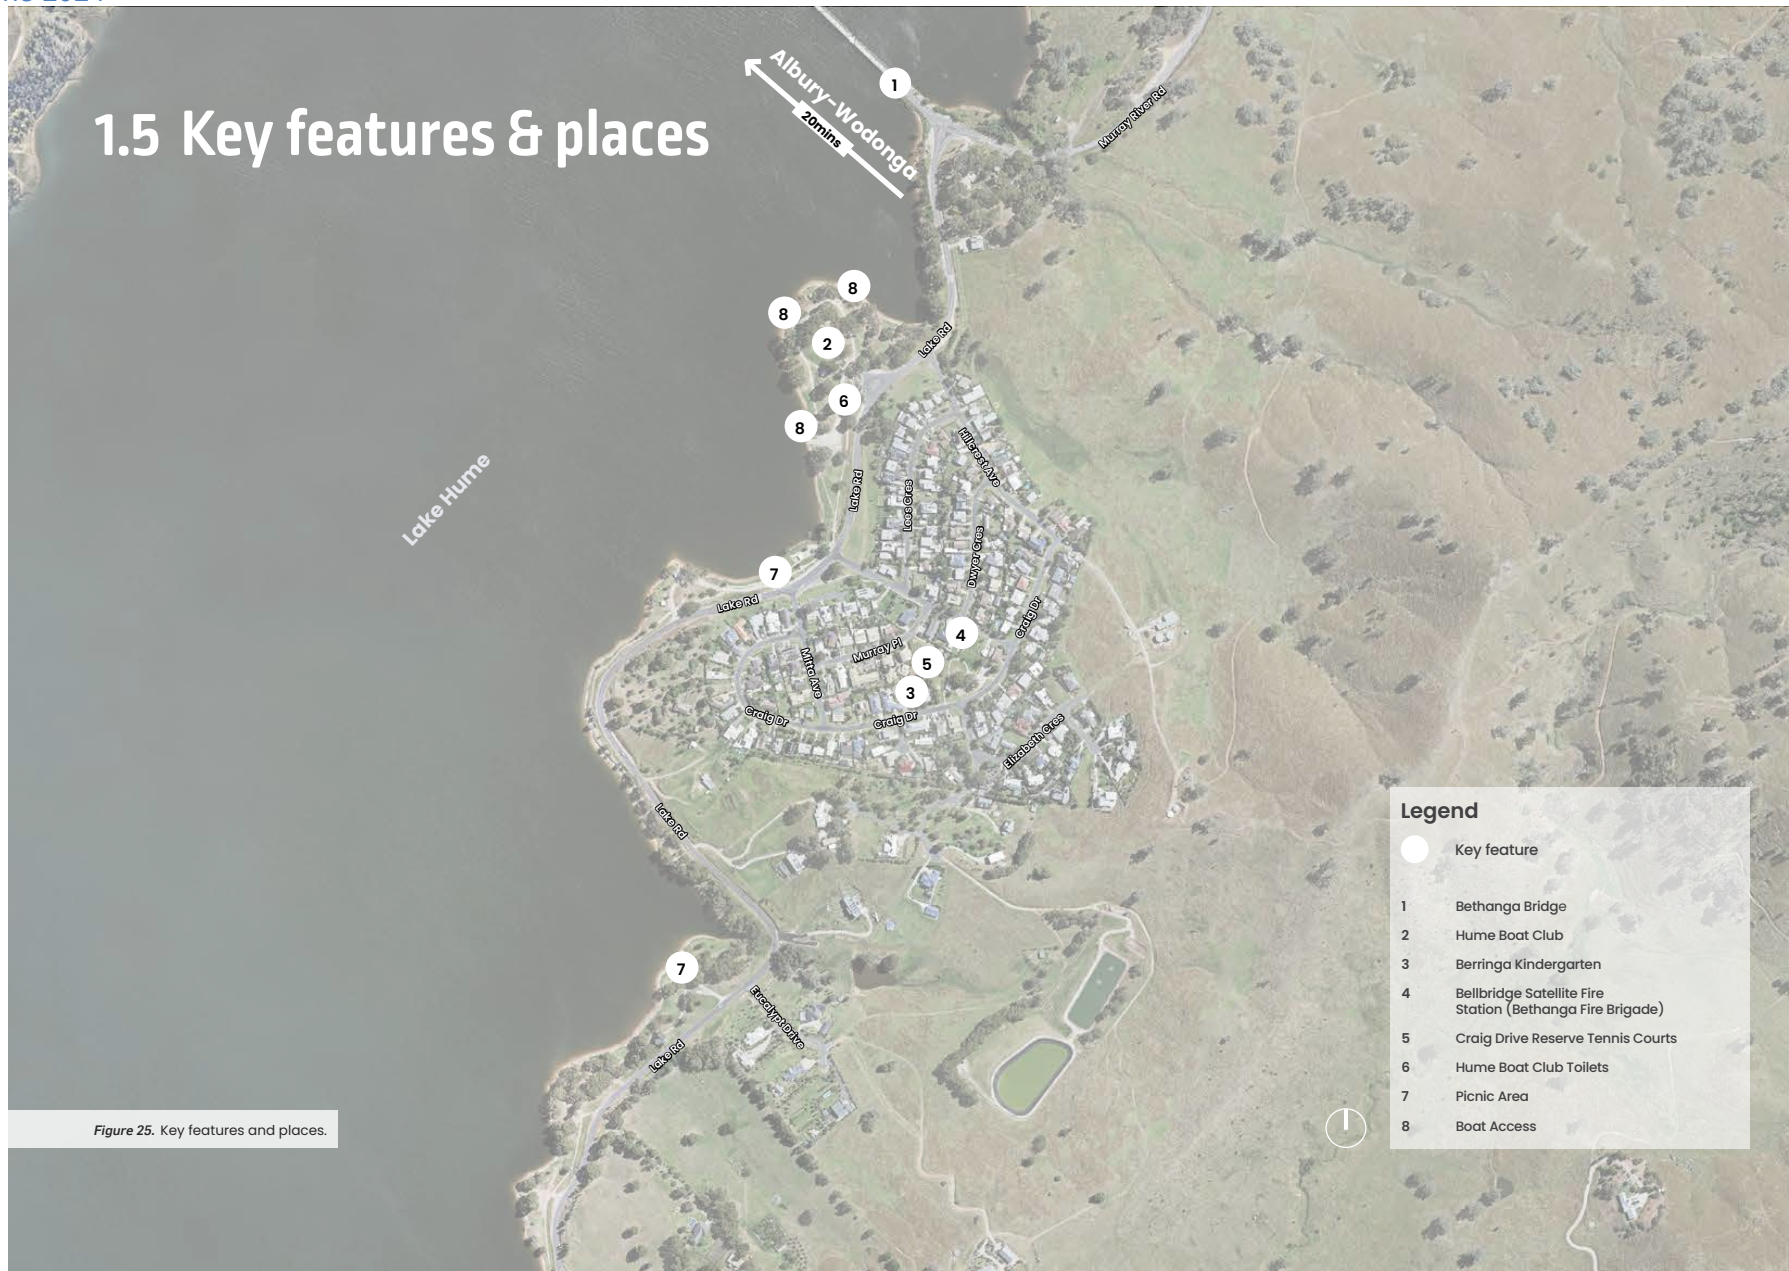 1.5 Key features & places
Albury-Wodonga
20mins
1
Murray River Rd
8
8
2
Lake Rd
6
8
Hillcrest Ave
Lake Hume
Lake Rd
Lees Cres
Dwyer Cres
7
Lake Rd
Craig Dr
4
Murray Pl
5
Mitta Ave
3
Craig Dr
Craig Dr
Elizabeth Cres
Lake Rd
7
Eucalypt Drive
Lake Rd
Legend
Key feature
1 Bethanga Bridge
2 Hume Boat Club
3 Berringa Kindergarten
4 Bellbridge Satellite Fire
Station (Bethanga Fire Brigade)
5 Craig Drive Reserve Tennis Courts
6 Hume Boat Club Toilets
7 Picnic Area
8 Boat Access
Figure 25. Key features and places.